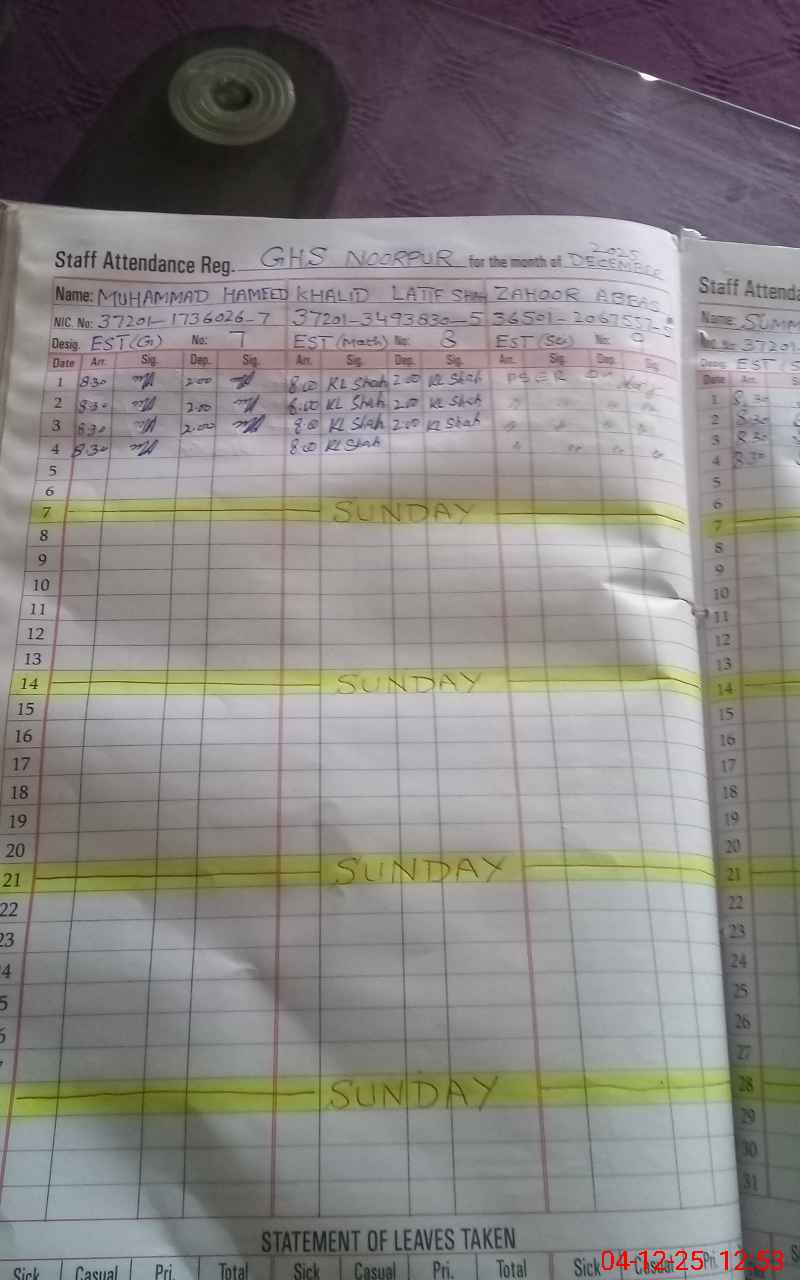 Staff Attendance Reg. GHS NOORPUR for the month of 2025 DECEMBER
Name: MUHAMMAD HAMEED KHALID LATIF SHAH ZAHOOR ABBAS
NIC. No: 37201-1736026-7 37201-3493830-5 36501-2067557-5
Desig. EST(G) No: 7 EST(Math) No: 8 EST(Sci) No: 9
Date Arr. Sig. Dep. Sig. Arr. Sig. Dep. Sig. Arr. Sig. Dep. Sig.
1 8.30 2.00 8.00 KL Shah 2.00 KL Shah
2 8.30 2.00 8.00 KL Shah 2.00 KL Shah
3 8.30 2.00 8.00 KL Shah 2.00 KL Shah
4 8.30 8.00 KL Shah
5
6
7 SUNDAY
8
9
10
11
12
13
14 SUNDAY
15
16
17
18
19
20
21 SUNDAY
22
23
4
5
6
SUNDAY
STATEMENT OF LEAVES TAKEN
Sick Casual Pri. Total Sick Casual Pri. Total Sick Casual Pri.
Staff Attenda
Name: SUMM
37201
Desig. EST(S
Date Arr. S
1 8.30
2 8.30
3 8.30
4 8.30
5
6
7
8
9
10
11
12
13
14
15
16
17
18
19
20
21
22
23
24
25
26
27
28
29
30
31
04-12-25 12:53